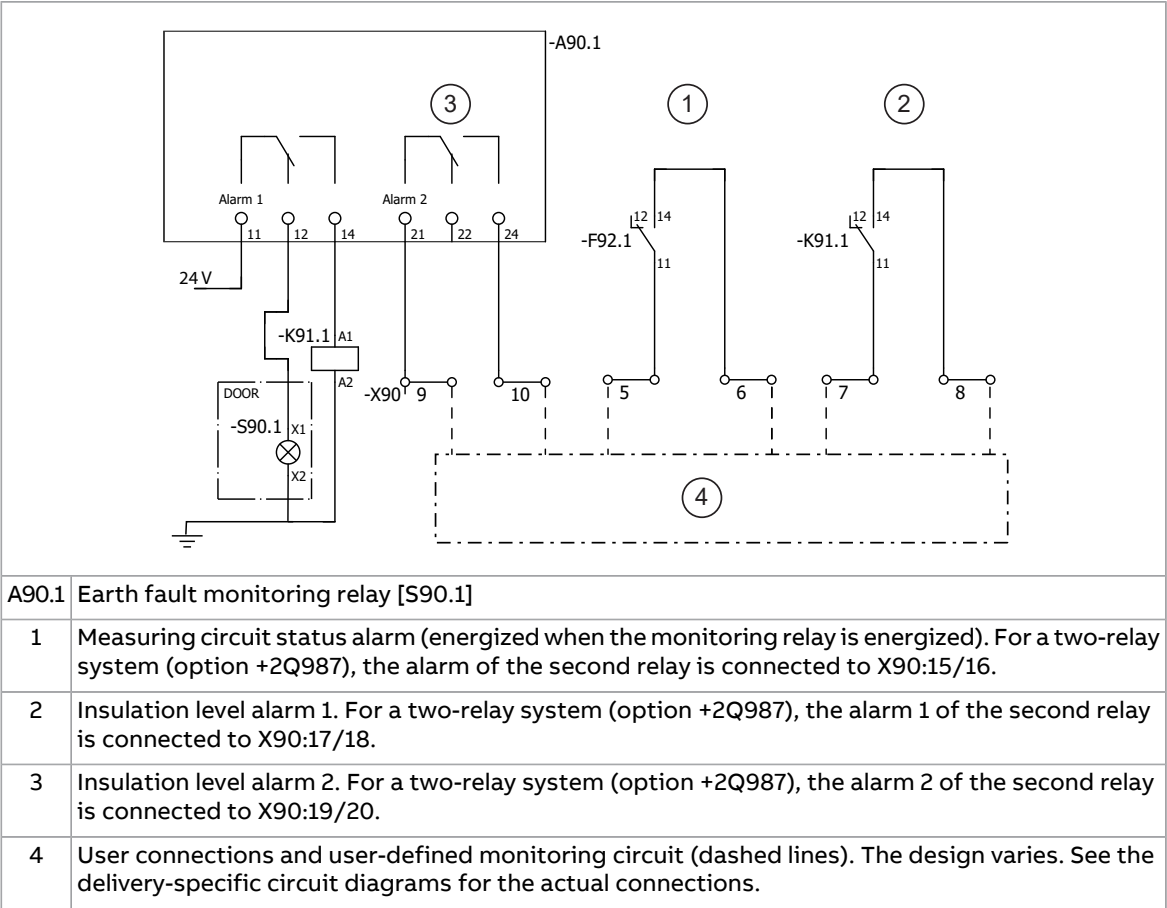 -A90.1
3
1
2
Alarm 1
Alarm 2
11
12
14
21
22
24
12
14
-F92.1
11
12
14
-K91.1
11
24 V
-K91.1
A1
A2
DOOR
-S90.1
X1
X2
-X90
9
10
5
6
7
8
4
A90.1 Earth fault monitoring relay [S90.1]
1 Measuring circuit status alarm (energized when the monitoring relay is energized). For a two-relay
system (option +2Q987), the alarm of the second relay is connected to X90:15/16.
2 Insulation level alarm 1. For a two-relay system (option +2Q987), the alarm 1 of the second relay
is connected to X90:17/18.
3 Insulation level alarm 2. For a two-relay system (option +2Q987), the alarm 2 of the second relay
is connected to X90:19/20.
4 User connections and user-defined monitoring circuit (dashed lines). The design varies. See the
delivery-specific circuit diagrams for the actual connections.